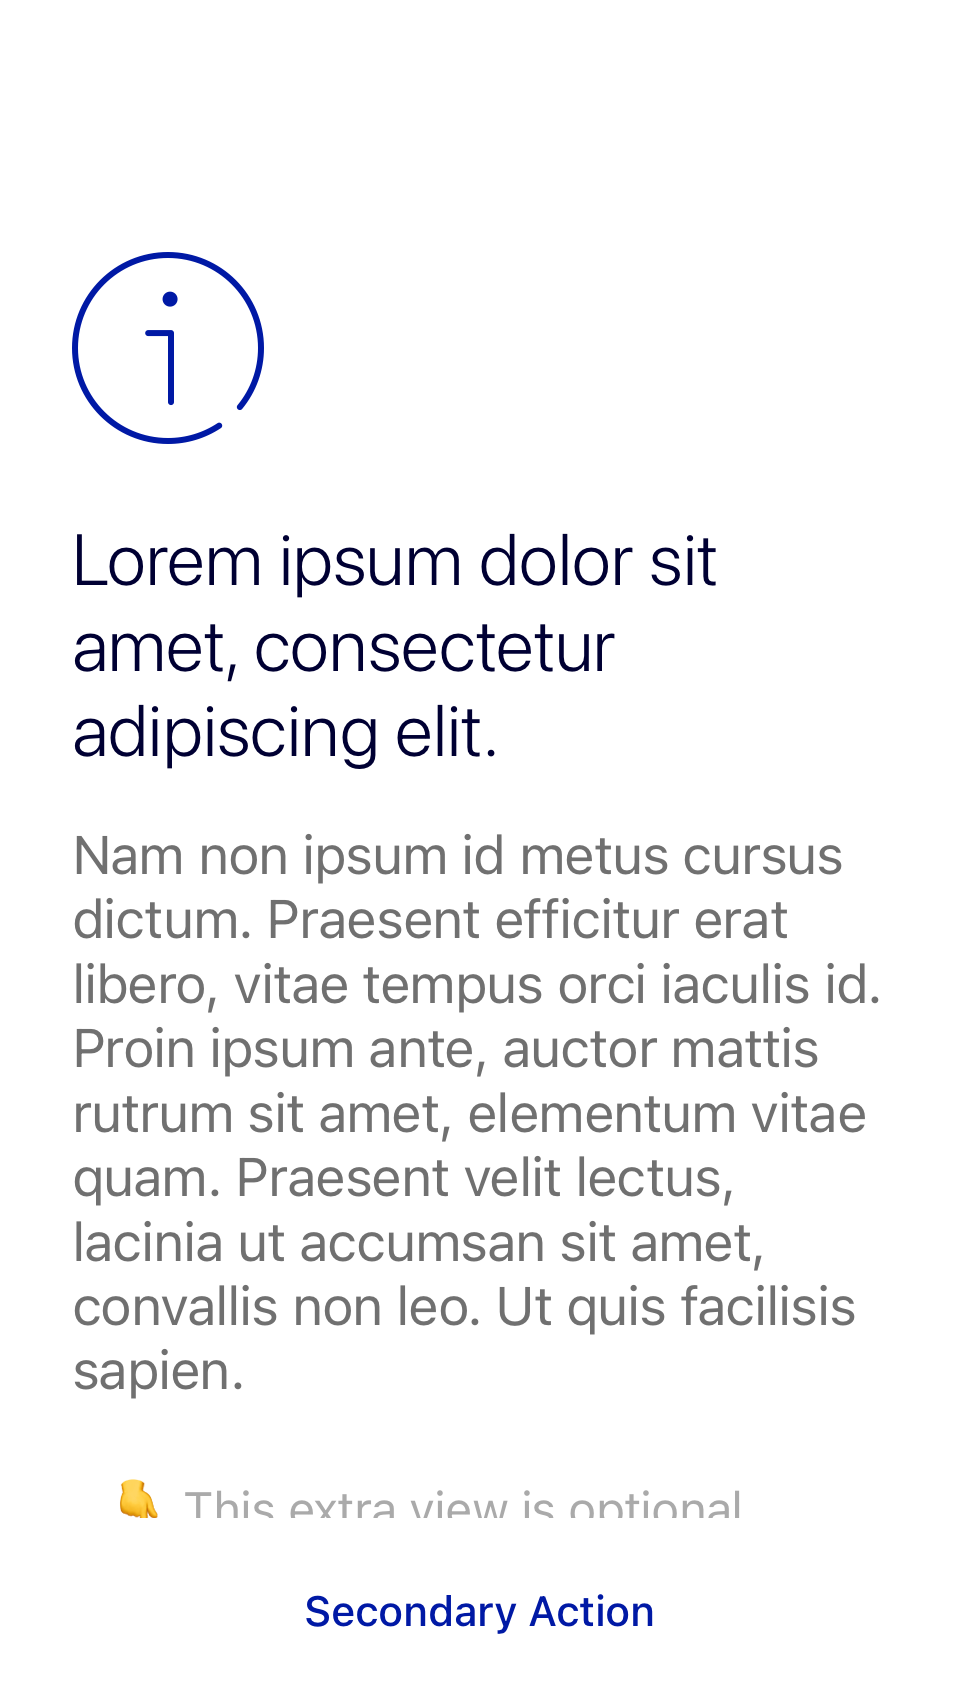 Lorem ipsum dolor sit
amet, consectetur
adipiscing elit.
Nam non ipsum id metus cursus
dictum. Praesent efficitur erat
libero, vitae tempus orci iaculis id.
Proin ipsum ante, auctor mattis
rutrum sit amet, elementum vitae
quam. Praesent velit lectus,
lacinia ut accumsan sit amet,
convallis non leo. Ut quis facilisis
sapien.
👇 This extra view is optional
Secondary Action